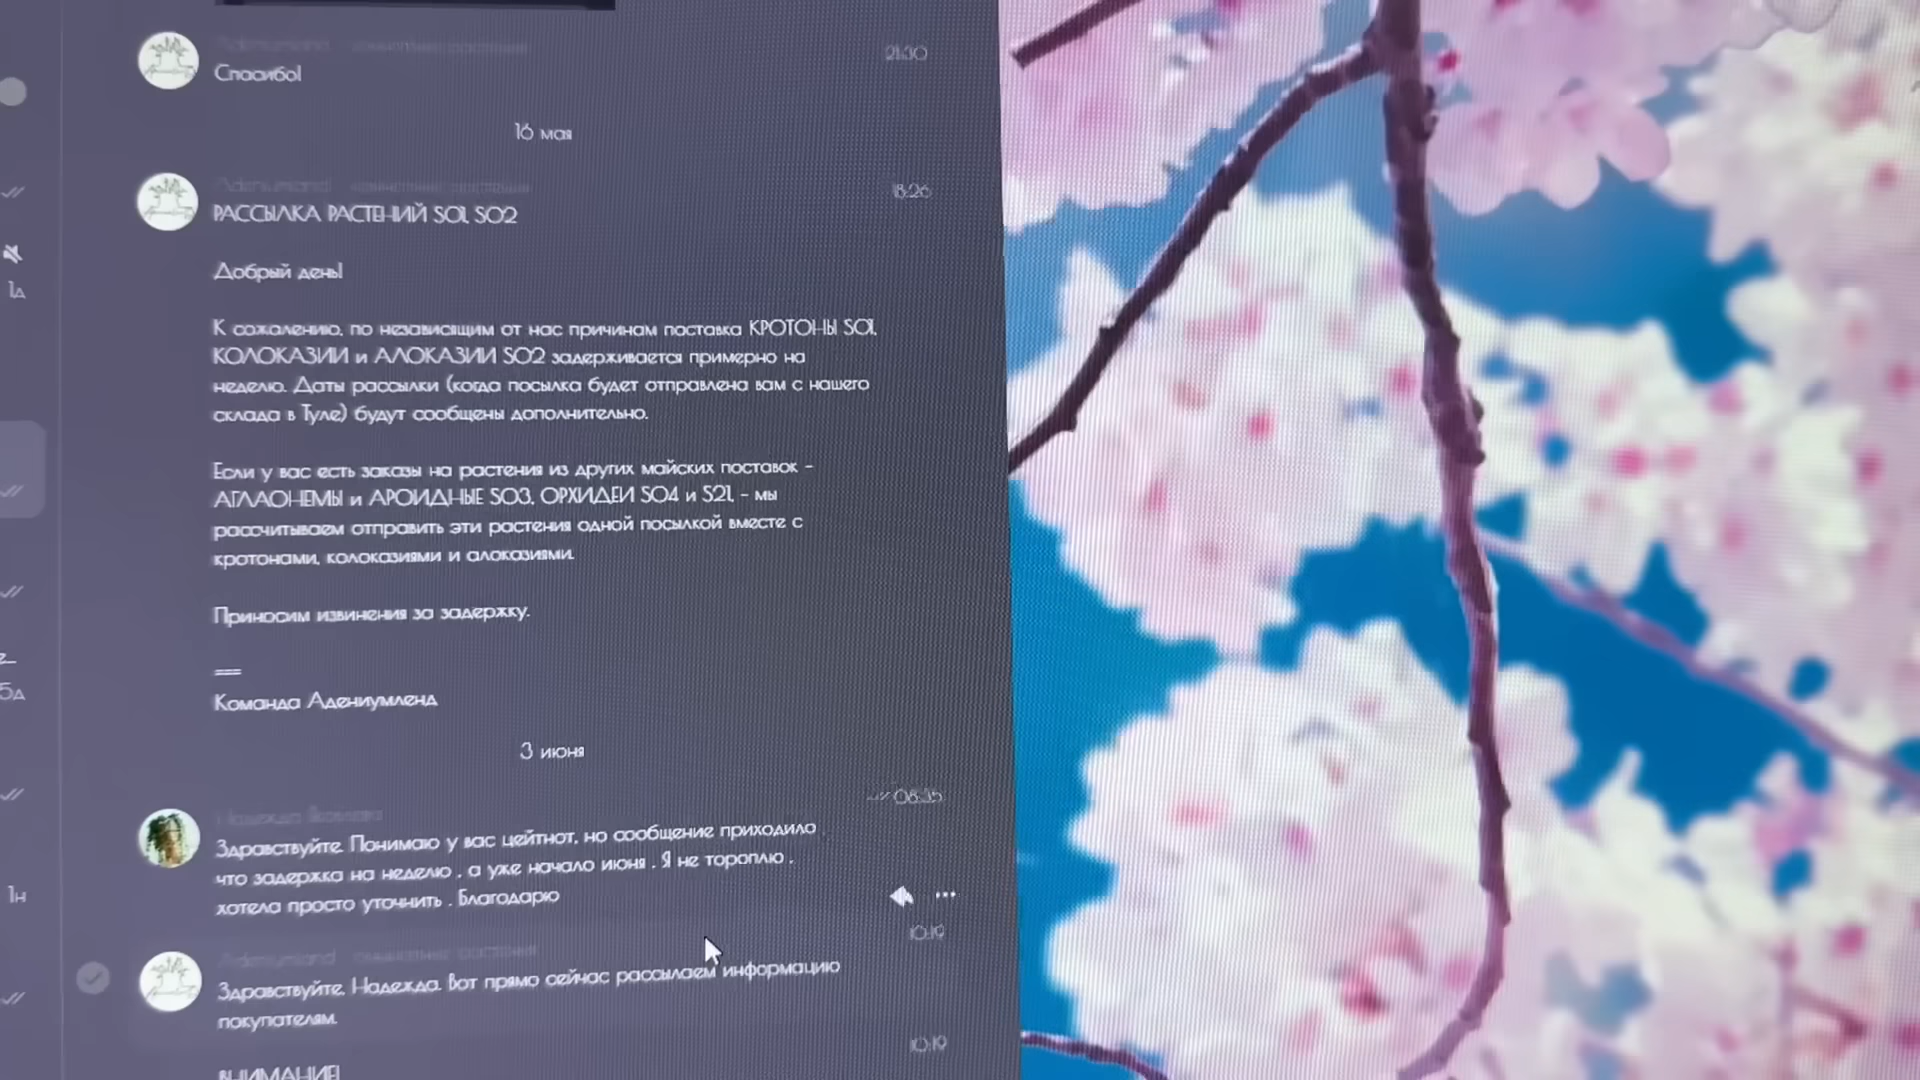 21:30
Спасибо!
16 мая
18:26
РАССЫЛКА РАСТЕНИЙ S01, S02
Добрый день!
К сожалению, по независящим от нас причинам поставка КРОТОНЫ S01,
КОЛОКАЗИИ и АЛОКАЗИИ S02 задерживается примерно на
неделю. Даты рассылки (когда посылка будет отправлена вам с нашего
склада в Туле) будут сообщены дополнительно.
Если у вас есть заказы на растения из других майских поставок -
АГЛАОНЕМЫ и АРОИДНЫЕ S03, ОРХИДЕИ S04 и S21, - мы
рассчитываем отправить эти растения одной посылкой вместе с
кротонами, колоказиями и алоказиями.
Приносим извинения за задержку.
===
Команда Адениумленд
3 июня
08:35
Здравствуйте. Понимаю у вас цейтнот, но сообщение приходило
что задержка на неделю , а уже начало июня . Я не тороплю ,
хотела просто уточнить . Благодарю
10:19
Здравствуйте, Надежда. Вот прямо сейчас рассылаем информацию
покупателям.
10:19
ВНИМАНИЕ!
1д
5д
1н